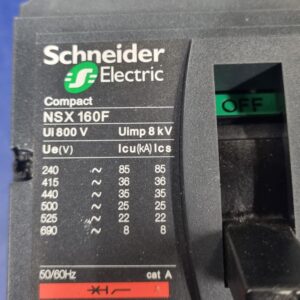 Schneider
Electric
OFF
Compact
NSX 160F
Ui 800 V Uimp 8 kV
Ue(V) Icu(kA) Ics
240 ~ 85 85
415 ~ 36 36
440 ~ 35 35
500 ~ 25 25
525 ~ 22 22
690 ~ 8 8
50/60Hz cat A